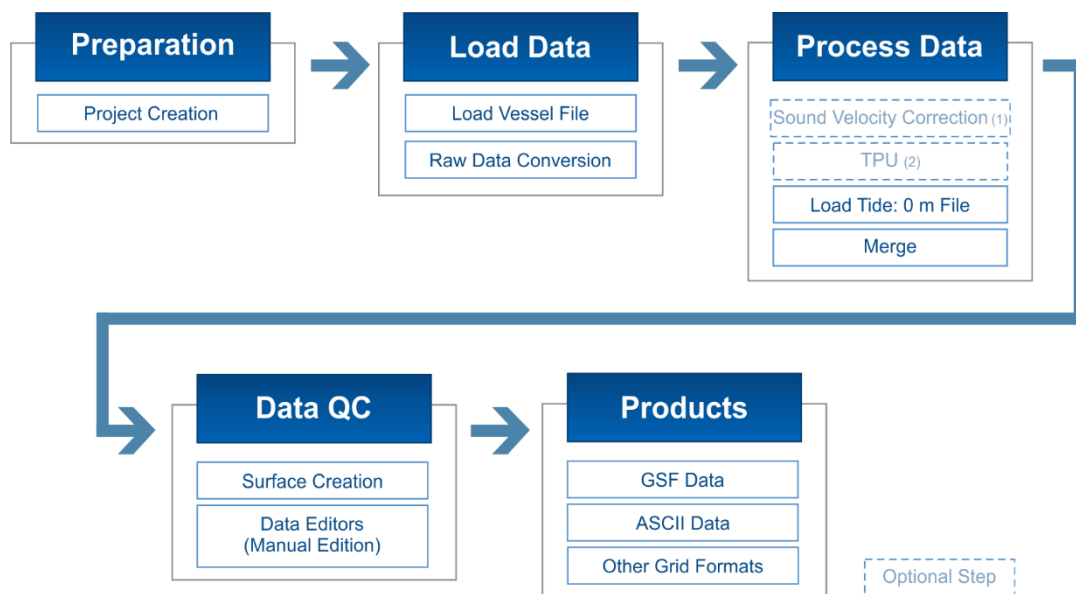 Preparation
Project Creation
Load Data
Load Vessel File
Raw Data Conversion
Process Data
Sound Velocity Correction (1)
TPU (2)
Load Tide: 0 m File
Merge
Data QC
Surface Creation
Data Editors
(Manual Edition)
Products
GSF Data
ASCII Data
Other Grid Formats
Optional Step